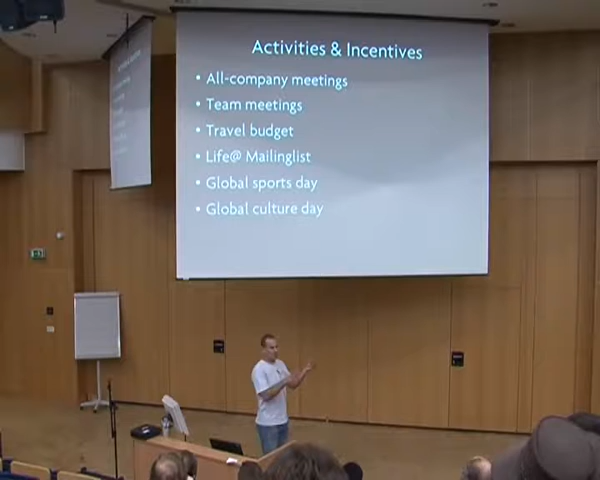 Activities & Incentives
• All-company meetings
• Team meetings
• Travel budget
• Life@ Mailinglist
• Global sports day
• Global culture day